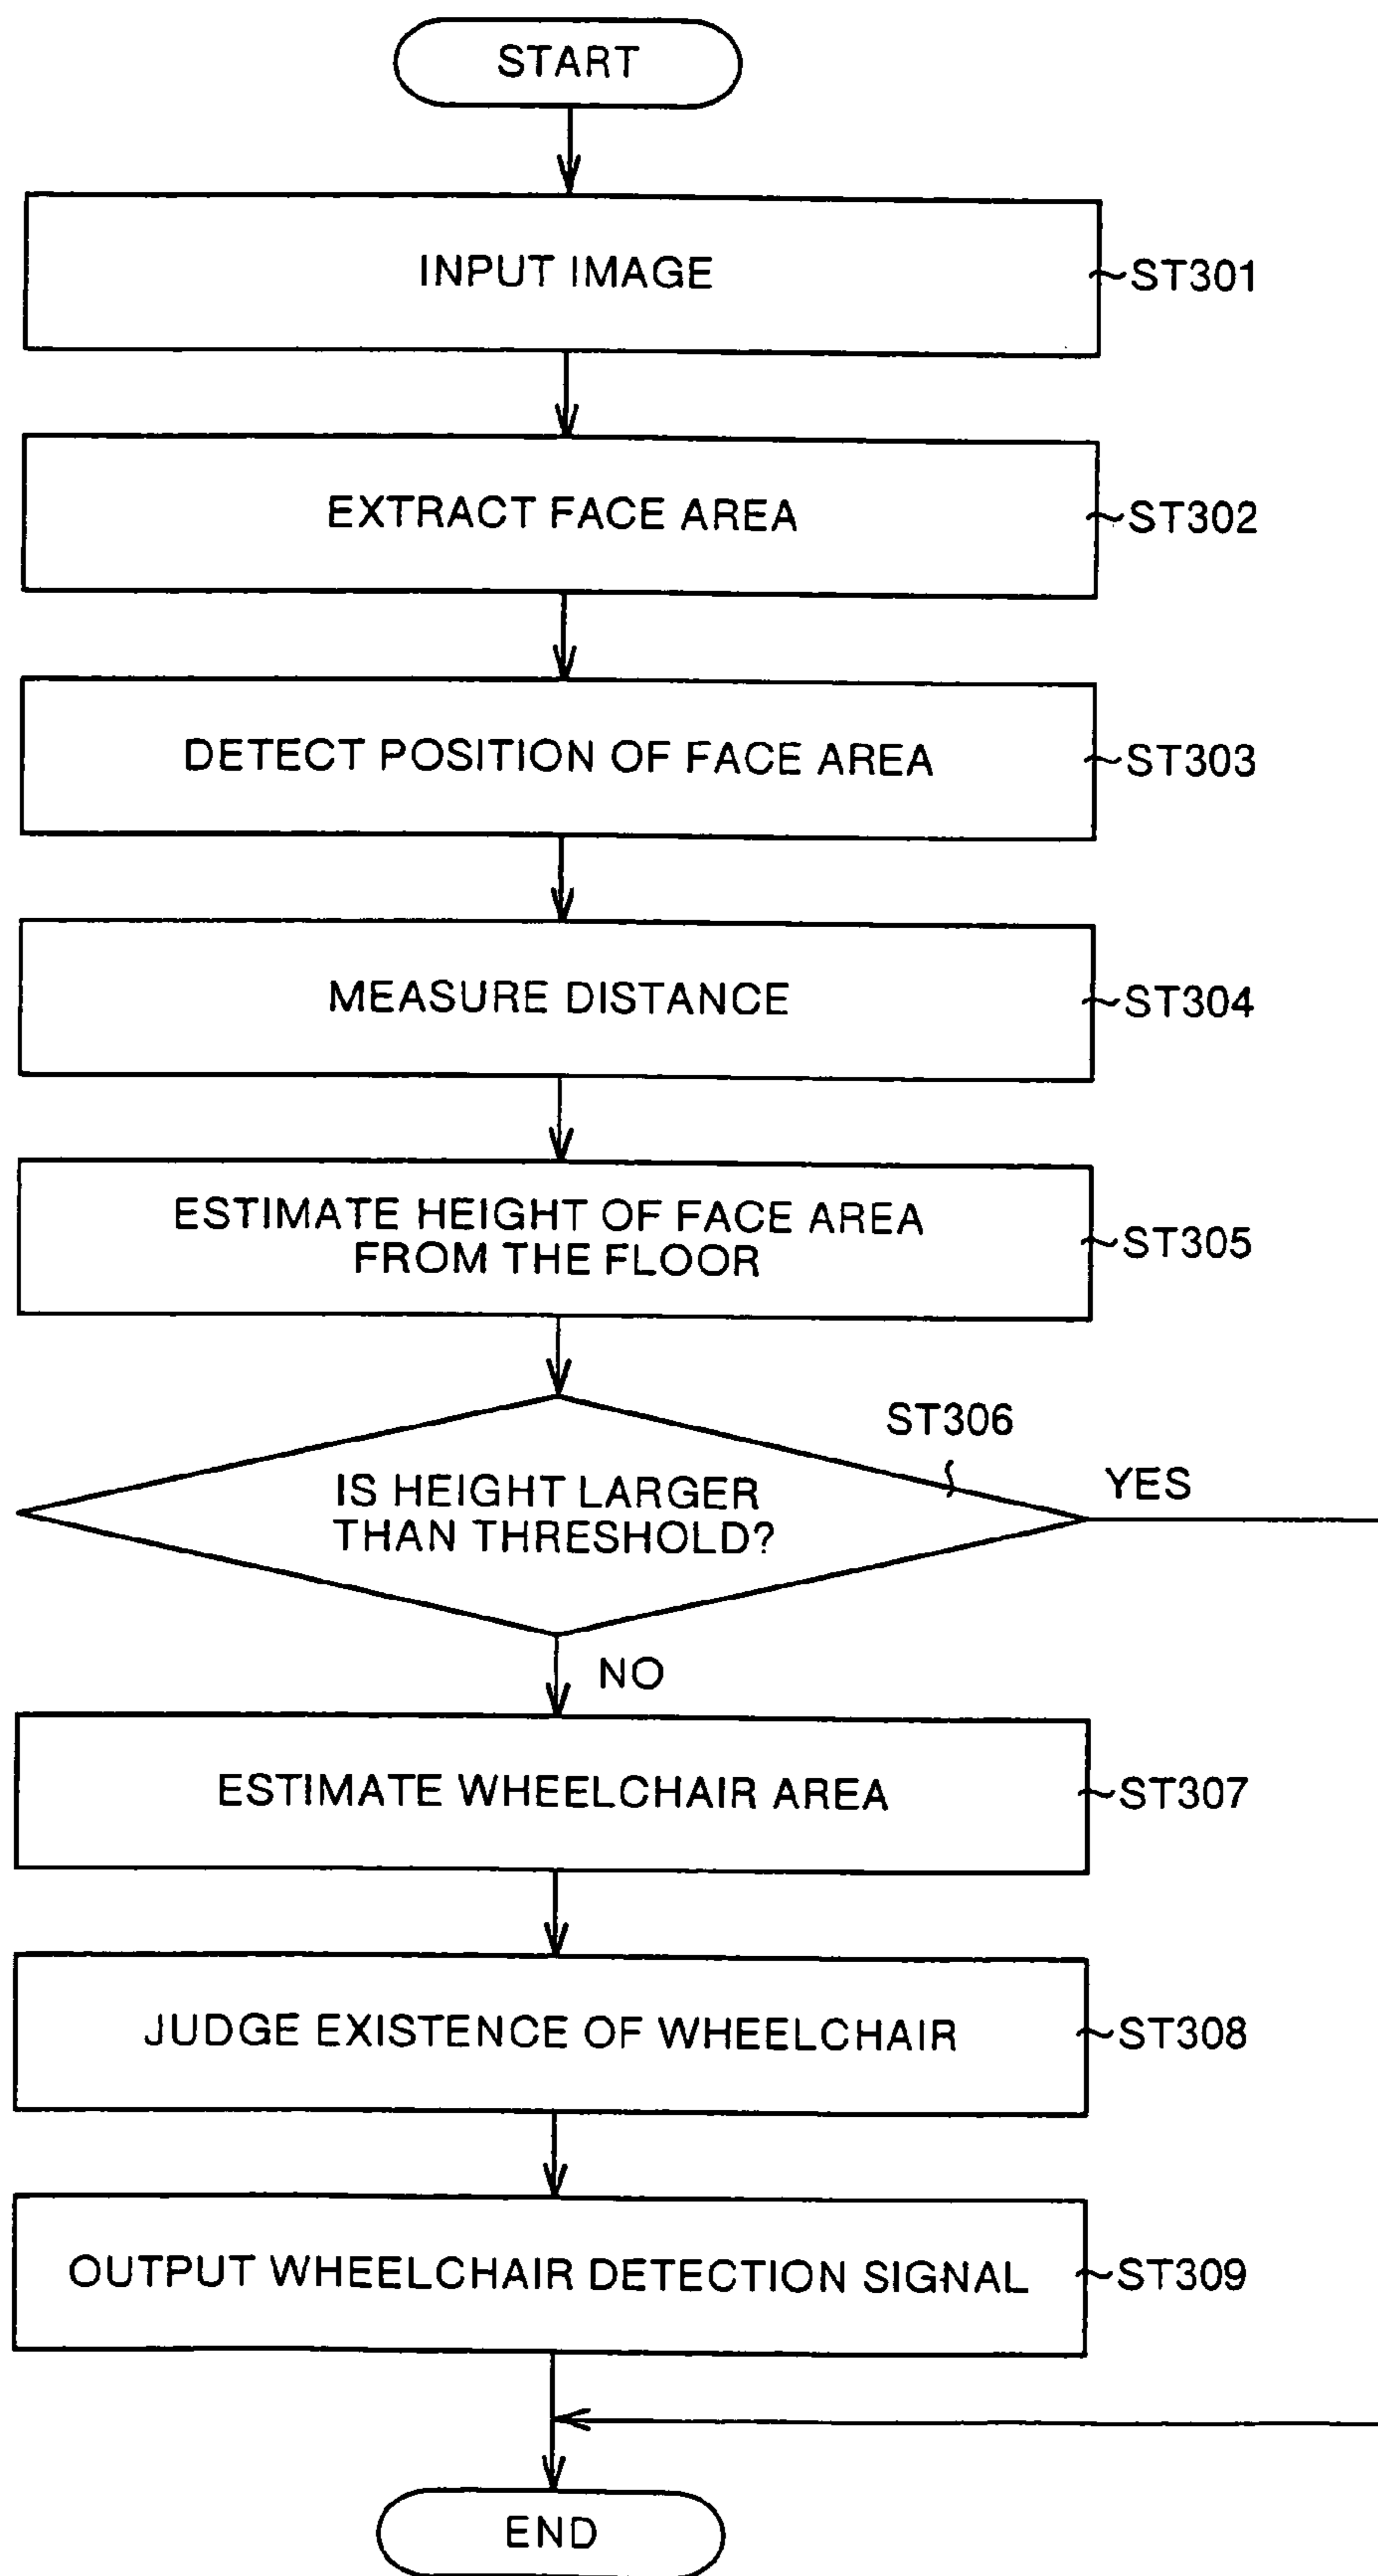 START
INPUT IMAGE
ST301
EXTRACT FACE AREA
ST302
DETECT POSITION OF FACE AREA
ST303
MEASURE DISTANCE
ST304
ESTIMATE HEIGHT OF FACE AREA
FROM THE FLOOR
ST305
ST306
IS HEIGHT LARGER
THAN THRESHOLD?
YES
NO
ESTIMATE WHEELCHAIR AREA
ST307
JUDGE EXISTENCE OF WHEELCHAIR
ST308
OUTPUT WHEELCHAIR DETECTION SIGNAL
ST309
END